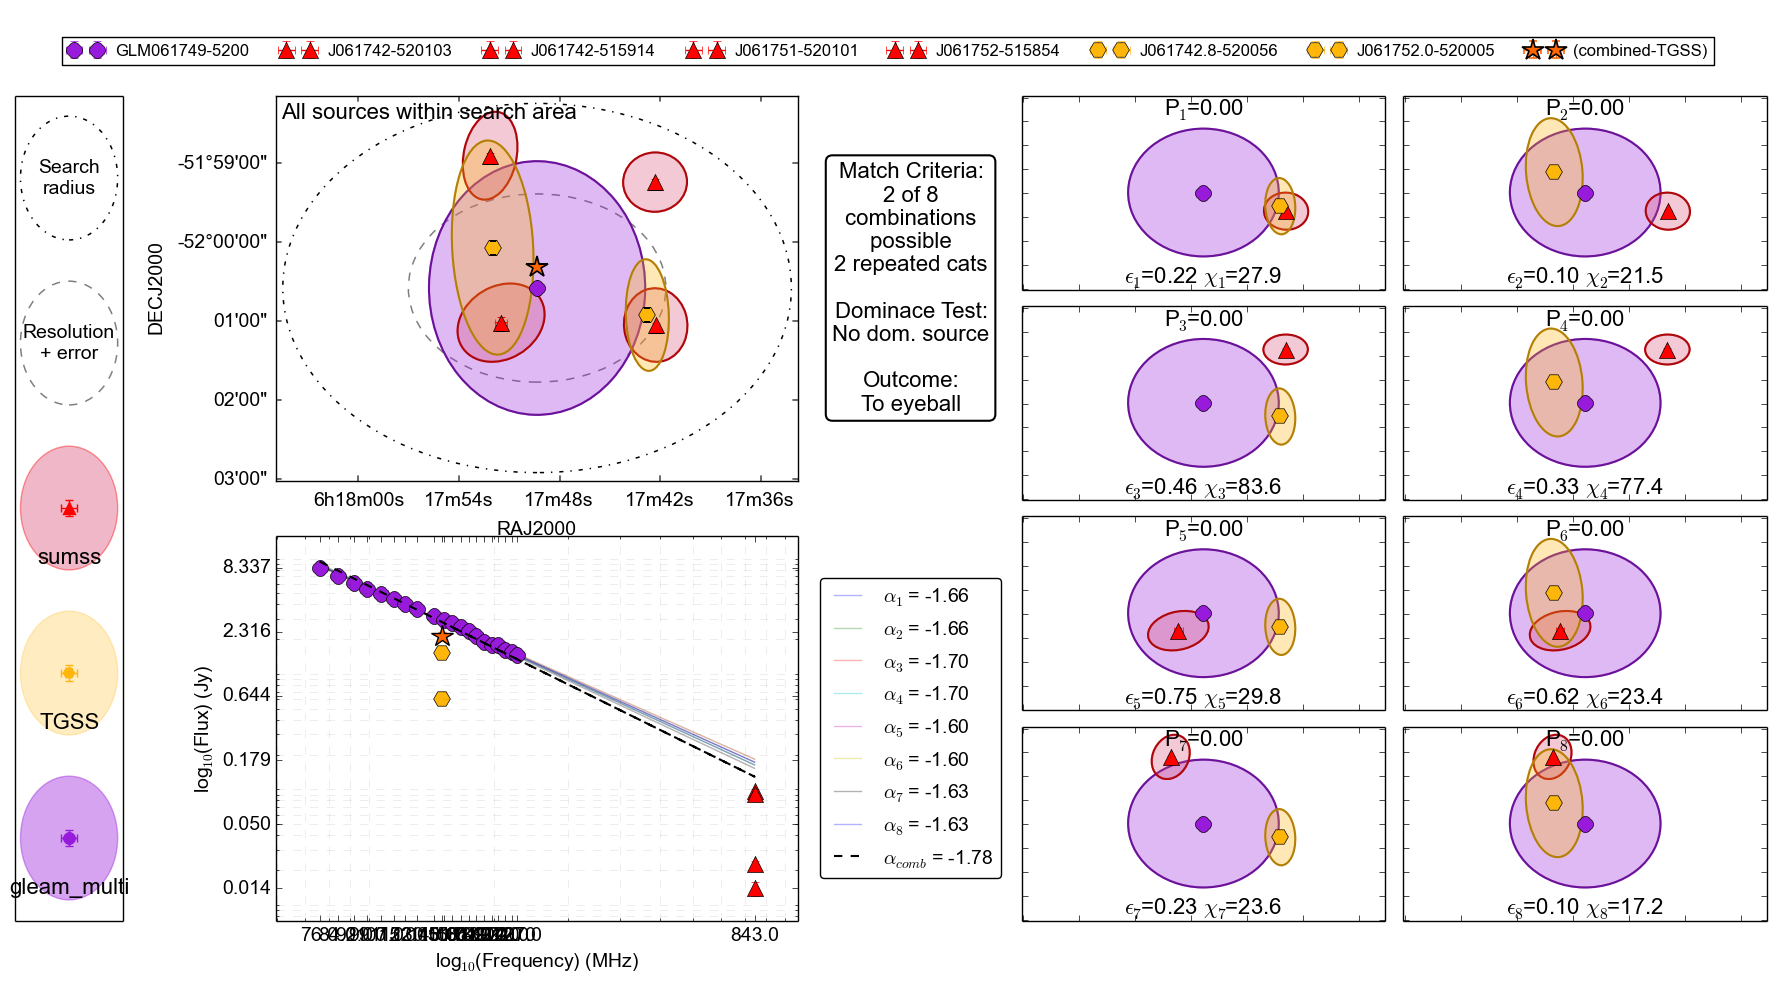 GLM061749-5200 J061742-520103 J061742-515914 J061751-520101 J061752-515854 J061742.8-520056 J061752.0-520005 (combined-TGSS)
Search
radius
Resolution
+ error
sumss
TGSS
gleam_multi
All sources within search area
DECJ2000
-51°59'00"
-52°00'00"
01'00"
02'00"
03'00"
6h18m00s 17m54s 17m48s 17m42s 17m36s
RAJ2000
Match Criteria:
2 of 8
combinations
possible
2 repeated cats
Dominace Test:
No dom. source
Outcome:
To eyeball
log10(Flux) (Jy)
8.337
2.316
0.644
0.179
0.050
0.014
843.0
log10(Frequency) (MHz)
α1 = -1.66
α2 = -1.66
α3 = -1.70
α4 = -1.70
α5 = -1.60
α6 = -1.60
α7 = -1.63
α8 = -1.63
αcomb = -1.78
P1=0.00
ϵ1=0.22 χ1=27.9
P2=0.00
ϵ2=0.10 χ2=21.5
P3=0.00
ϵ3=0.46 χ3=83.6
P4=0.00
ϵ4=0.33 χ4=77.4
P5=0.00
ϵ5=0.75 χ5=29.8
P6=0.00
ϵ6=0.62 χ6=23.4
P7=0.00
ϵ7=0.23 χ7=23.6
P8=0.00
ϵ8=0.10 χ8=17.2